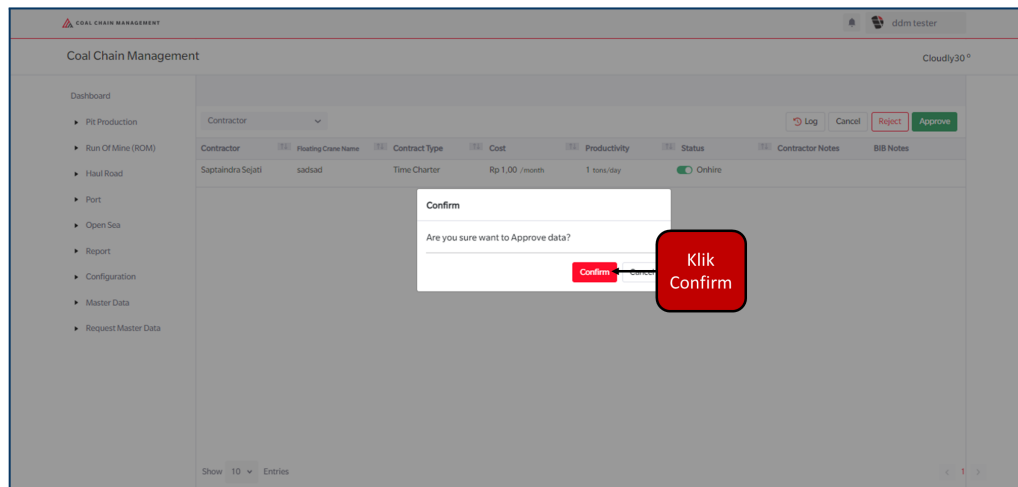 COAL CHAIN MANAGEMENT
ddm tester
Coal Chain Management
Cloudly30°
Dashboard
Pit Production
Run Of Mine (ROM)
Haul Road
Port
Open Sea
Report
Configuration
Master Data
Request Master Data
Contractor
Log Cancel Reject Approve
Contractor Floating Crane Name Contract Type Cost Productivity Status Contractor Notes BIB Notes
Saptaindra Sejati sadsad Time Charter Rp 1,00 /month 1 tons/day Onhire
Confirm
Are you sure want to Approve data?
Confirm Cancel
Klik
Confirm
Show 10 Entries
1